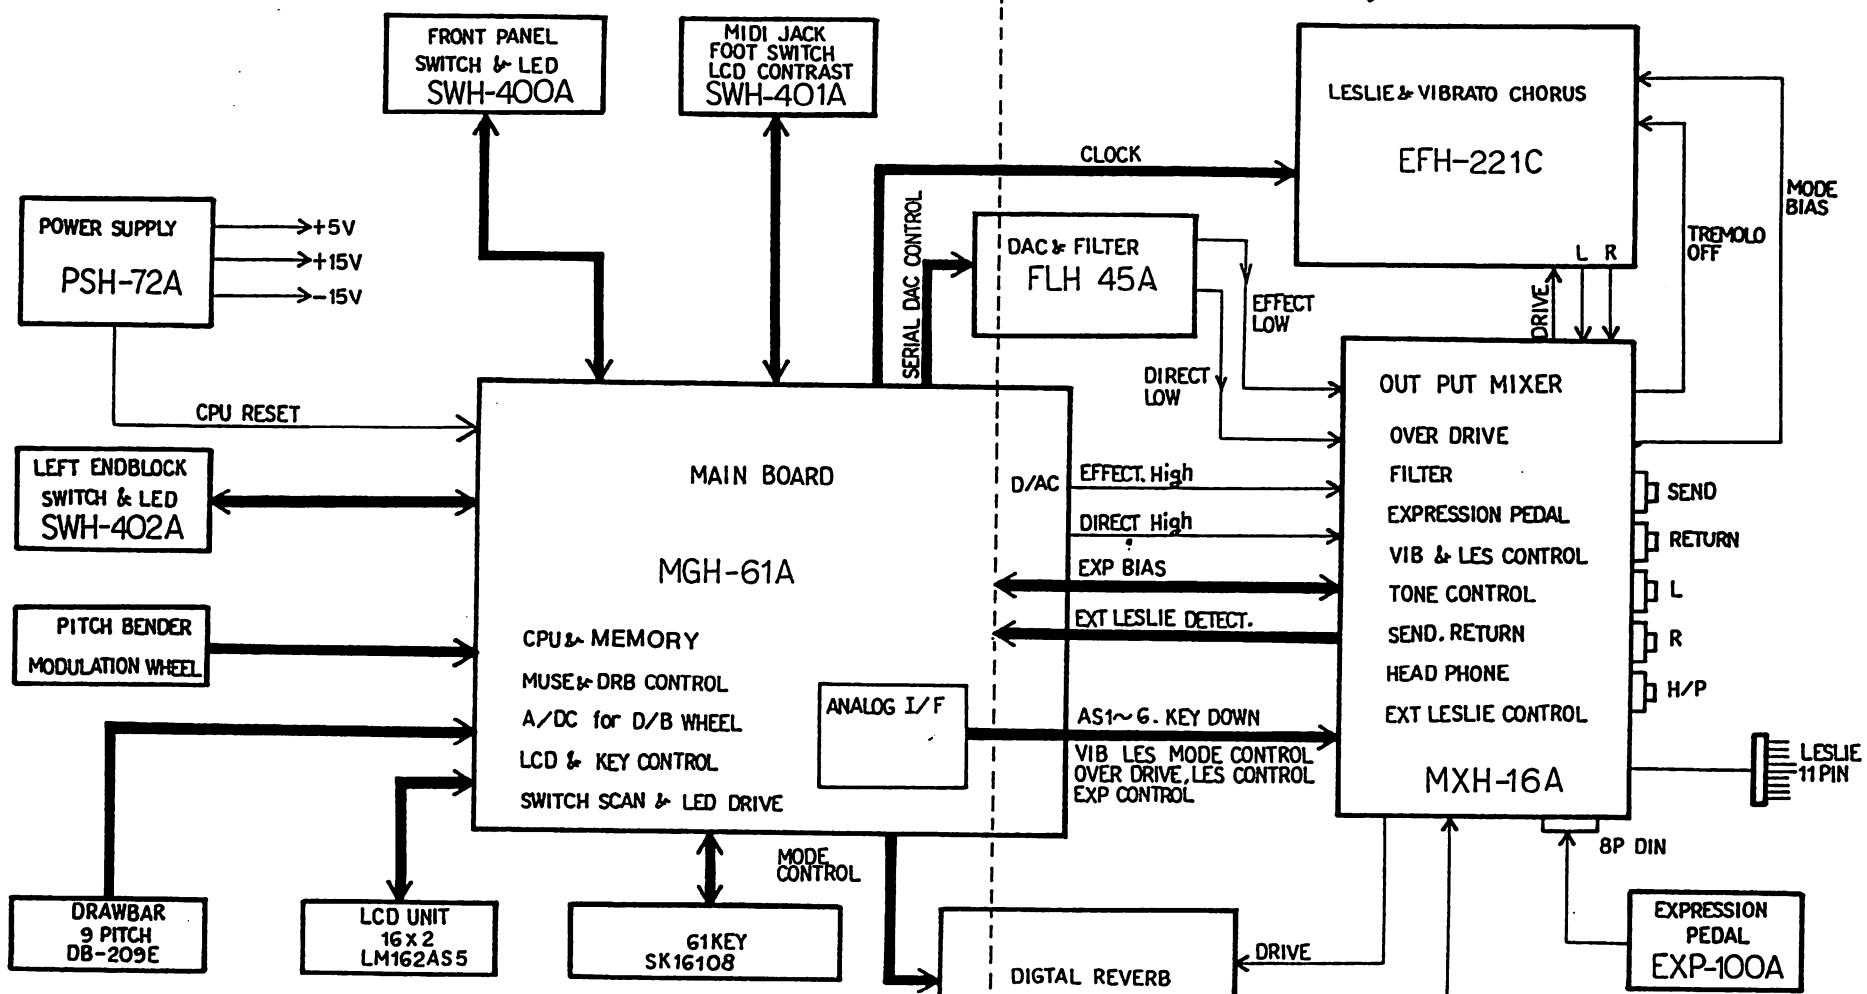 FRONT PANEL
SWITCH & LED
SWH-400A
MIDI JACK
FOOT SWITCH
LCD CONTRAST
SWH-401A
LESLIE & VIBRATO CHORUS
EFH-221C
L R
CLOCK
MODE
BIAS
TREMOLO
OFF
POWER SUPPLY
PSH-72A
+5V
+15V
-15V
SERIAL DAC CONTROL
DAC & FILTER
FLH 45A
EFFECT
LOW
DIRECT
LOW
DRIVE
CPU RESET
LEFT ENDBLOCK
SWITCH & LED
SWH-402A
PITCH BENDER
MODULATION WHEEL
MAIN BOARD
MGH-61A
CPU & MEMORY
MUSE & DRB CONTROL
A/DC for D/B WHEEL
LCD & KEY CONTROL
SWITCH SCAN & LED DRIVE
ANALOG I/F
D/AC
EFFECT. High
DIRECT High
EXP BIAS
EXT LESLIE DETECT.
AS1~6. KEY DOWN
VIB LES MODE CONTROL
OVER DRIVE, LES CONTROL
EXP CONTROL
OUT PUT MIXER
OVER DRIVE
FILTER
EXPRESSION PEDAL
VIB & LES CONTROL
TONE CONTROL
SEND. RETURN
HEAD PHONE
EXT LESLIE CONTROL
MXH-16A
SEND
RETURN
L
R
H/P
LESLIE
11PIN
8P DIN
EXPRESSION
PEDAL
EXP-100A
DRAWBAR
9 PITCH
DB-209E
LCD UNIT
16x2
LM162AS5
61KEY
SK16108
MODE
CONTROL
DIGTAL REVERB
DRIVE